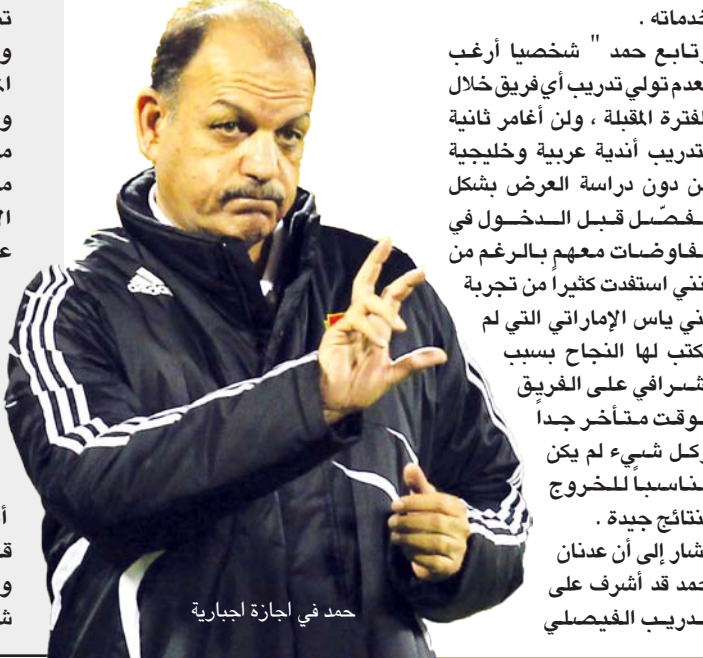 خدماته .
وتابع حمد " شخصيا أرغب
بعدم تولي تدريب أي فريق خلال
الفترة المقبلة ، ولن أغامر ثانية
بتدريب أندية عربية وخليجية
من دون دراسة العرض بشكل
مفصّل قبل الدخول في
مفاوضات معهم بالرغم من
أنني استفدت كثيراً من تجربة
بني ياس الإماراتي التي لم
يكتب لها النجاح بسبب
إشرافي على الفريق
بوقت متأخر جداً
وكل شيء لم يكن
مناسباً للخروج
بنتائج جيدة .
يشار إلى أن عدنان
حمد قد أشرف على
تدريب الفيصلي
حمد في اجازة اجبارية
adidas